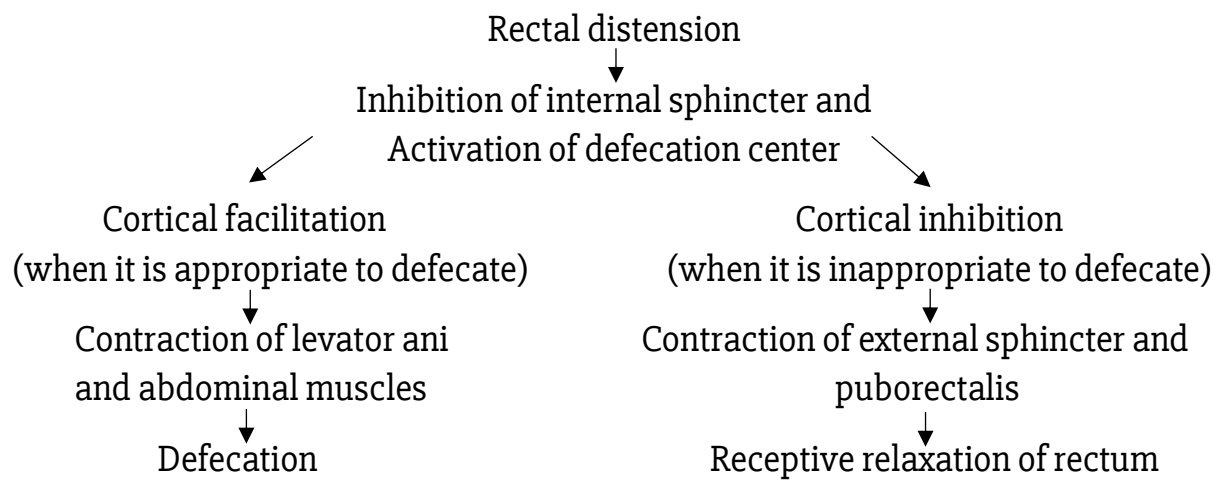 Rectal distension
Inhibition of internal sphincter and
Activation of defecation center
Cortical facilitation
(when it is appropriate to defecate)
Contraction of levator ani
and abdominal muscles
Defecation
Cortical inhibition
(when it is inappropriate to defecate)
Contraction of external sphincter and
puborectalis
Receptive relaxation of rectum